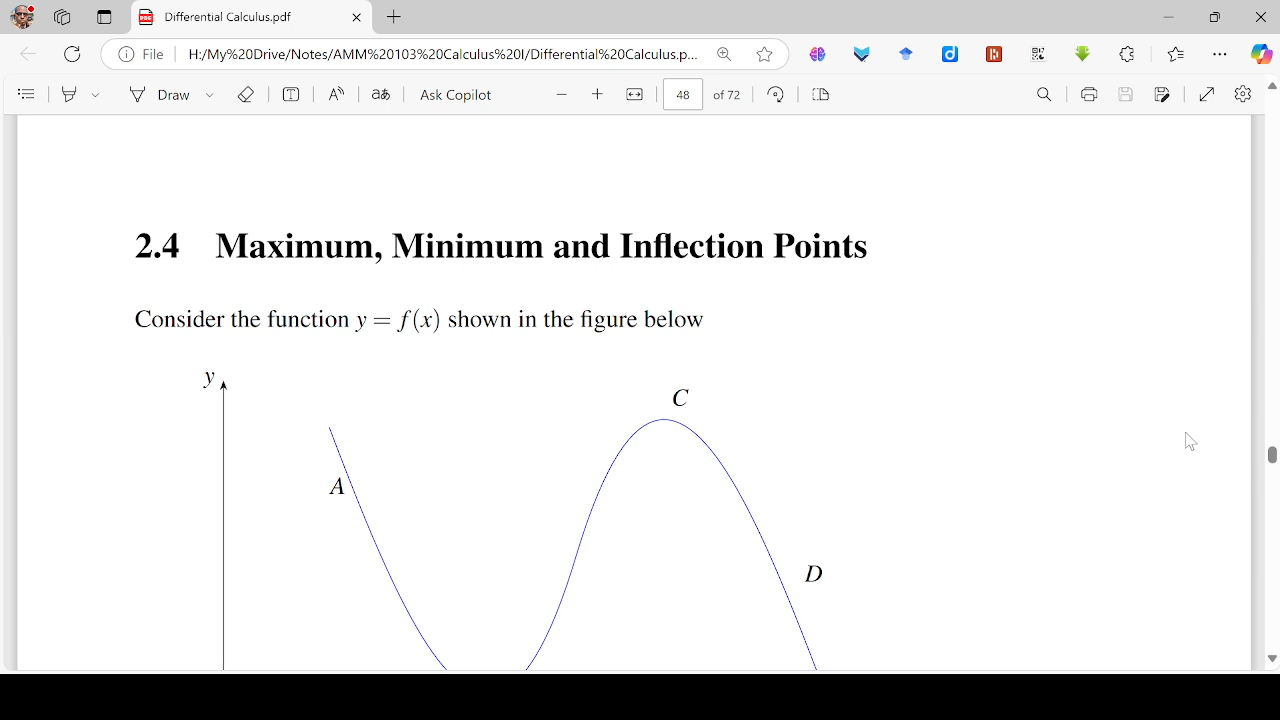 Differential Calculus.pdf
File
H:/My%20Drive/Notes/AMM%20103%20Calculus%20I/Differential%20Calculus.p...
Draw
Ask Copilot
48
of 72
2.4 Maximum, Minimum and Inflection Points
Consider the function y = f(x) shown in the figure below
y
C
A
D